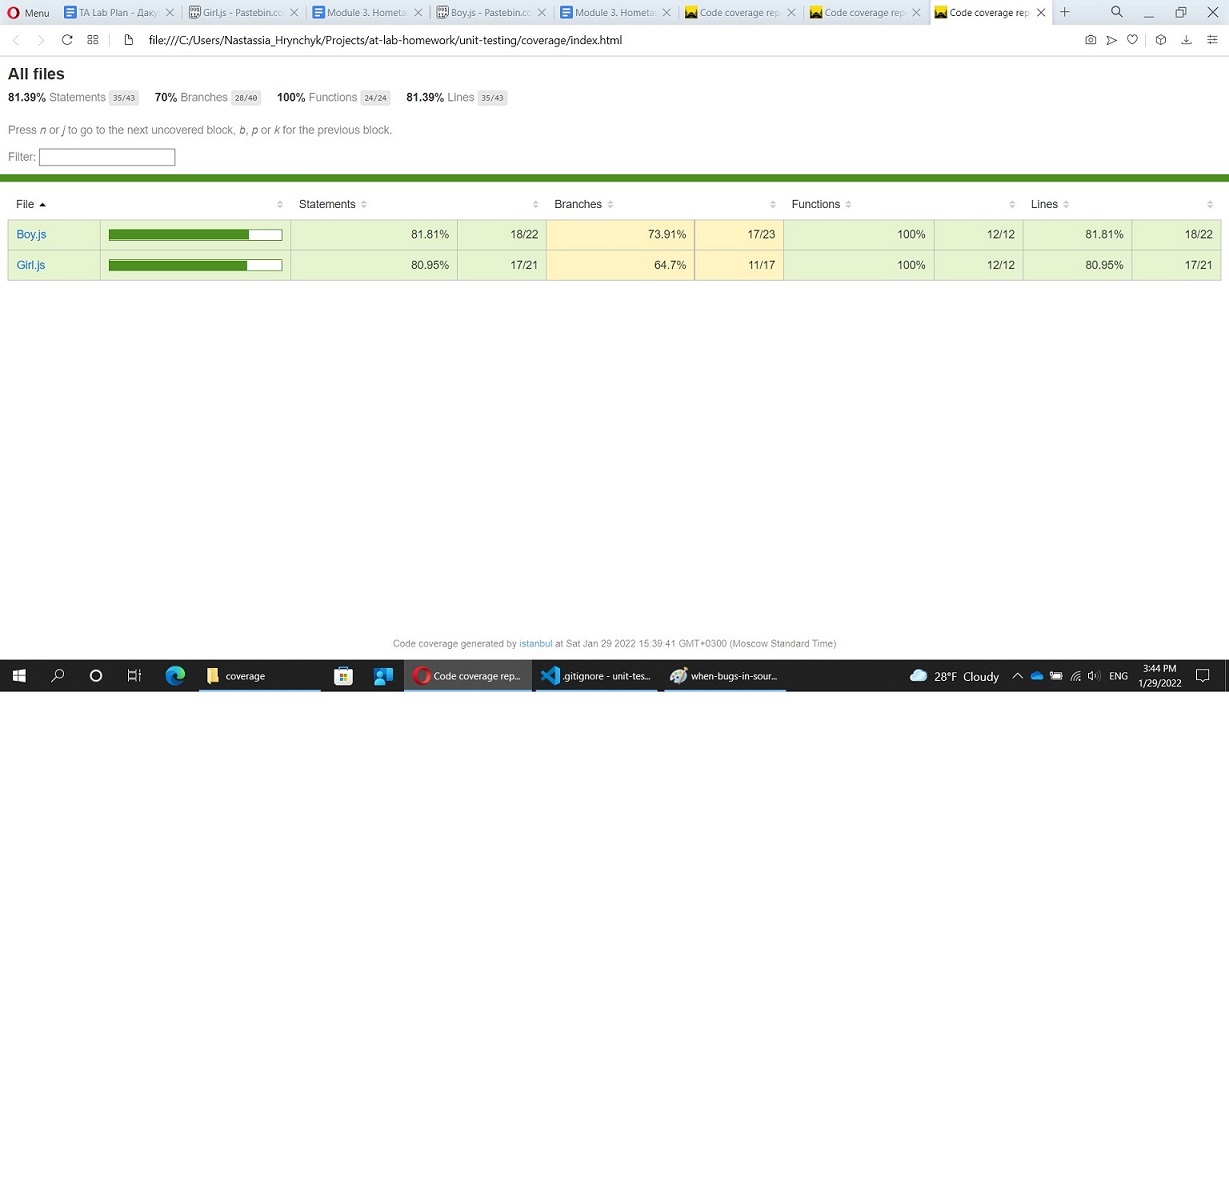 Menu TA Lab Plan - Даку Girl.js - Pastebin.co Module 3. Hometa Boy.js - Pastebin.co Module 3. Hometa Code coverage rep Code coverage rep Code coverage rep
file:///C:/Users/Nastassia_Hrynchyk/Projects/at-lab-homework/unit-testing/coverage/index.html
All files
81.39% Statements 35/43 70% Branches 28/40 100% Functions 24/24 81.39% Lines 35/43
Press n or j to go to the next uncovered block, b, p or k for the previous block.
Filter:
File Statements Branches Functions Lines
Boy.js 81.81% 18/22 73.91% 17/23 100% 12/12 81.81% 18/22
Girl.js 80.95% 17/21 64.7% 11/17 100% 12/12 80.95% 17/21
Code coverage generated by istanbul at Sat Jan 29 2022 15:39:41 GMT+0300 (Moscow Standard Time)
coverage Code coverage rep... .gitignore - unit-tes... when-bugs-in-sour... 28°F Cloudy ENG 3:44 PM
1/29/2022